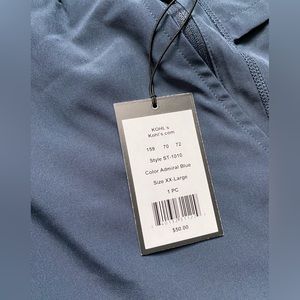 KOHL's
Kohl's.com
159 70 72
Style ST-1010
Color Admiral Blue
Size XX-Large
1 PC
$50.00